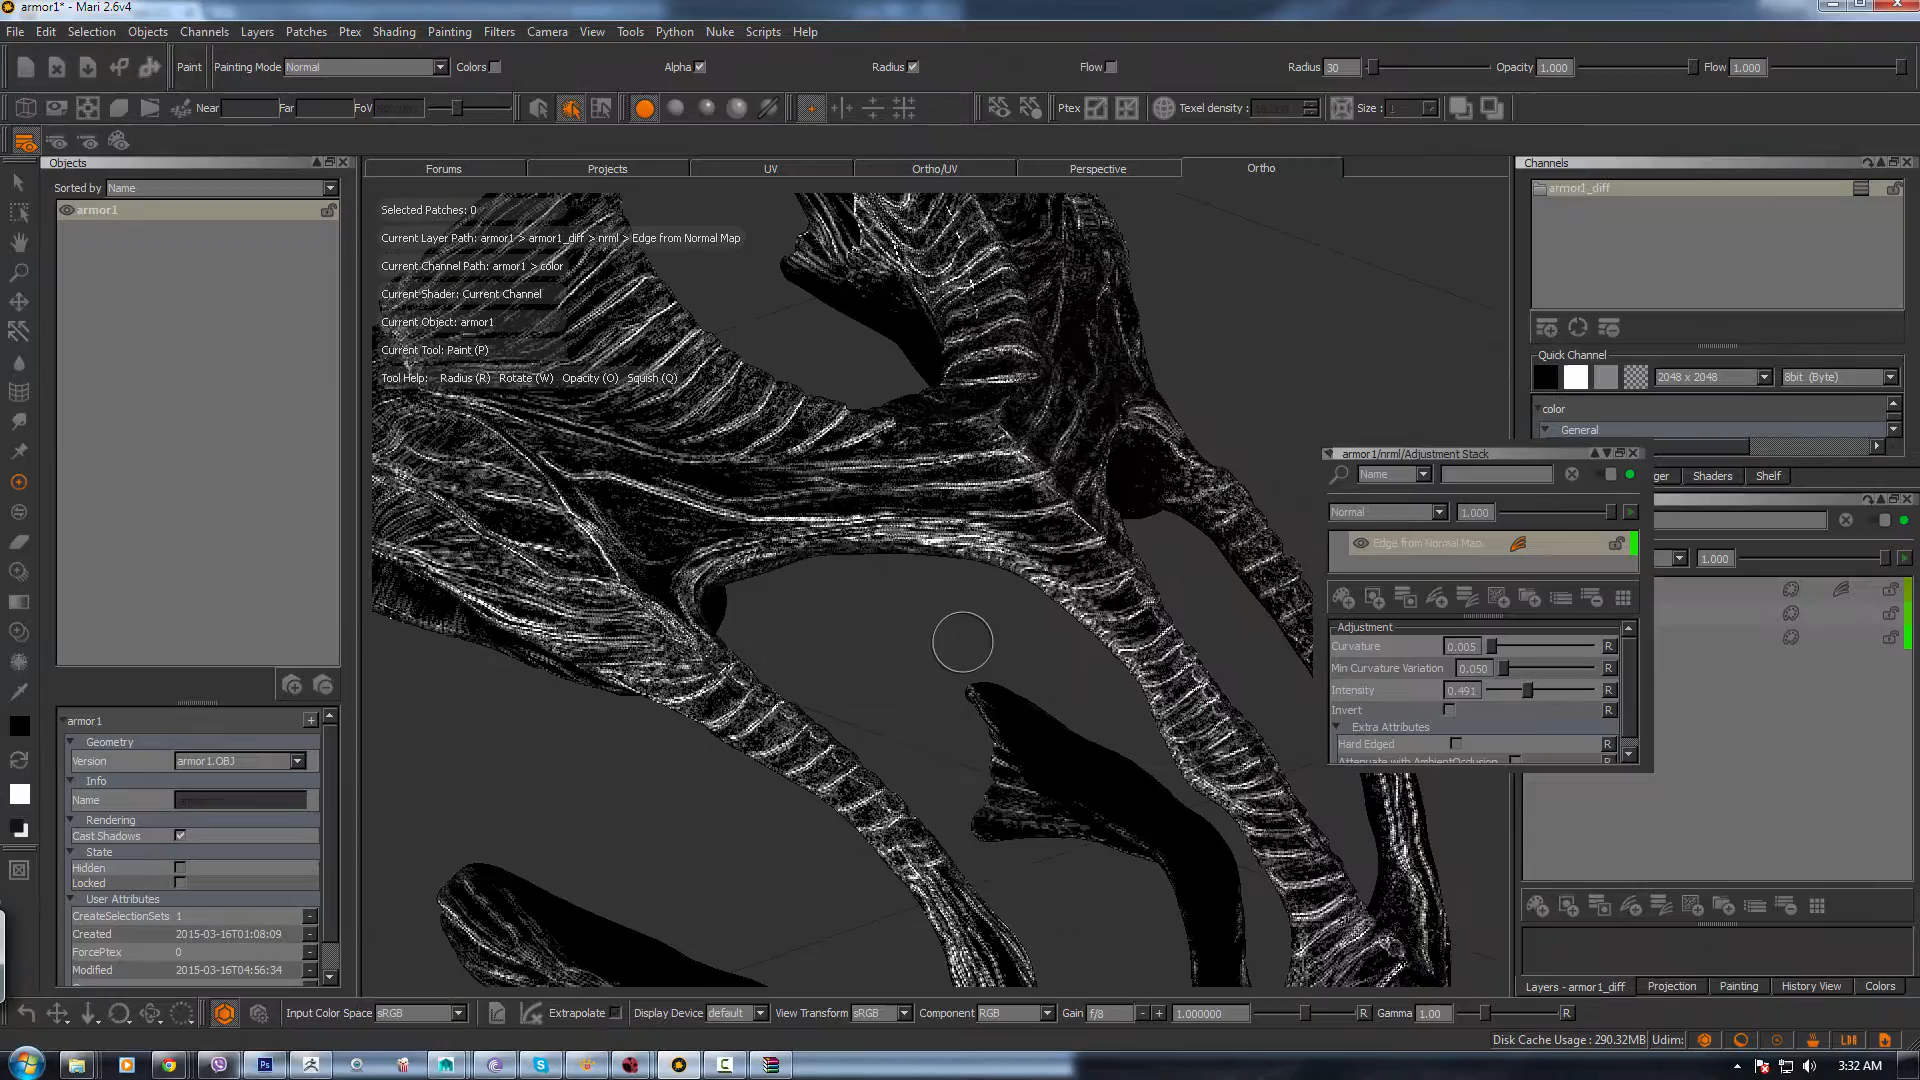 armor1* - Mari 2.6v4
File Edit Selection Objects Channels Layers Patches Ptex Shading Painting Filters Camera View Tools Python Nuke Scripts Help
Paint Painting Mode Normal Colors Alpha Radius Flow Radius 30 Opacity 1.000 Flow 1.000
Near Far FoV Ptex Texel density: Size: 1
Objects
Sorted by Name
armor1
Forums Projects UV Ortho/UV Perspective Ortho
Selected Patches: 0
Current Layer Path: armor1 > armor1_diff > nrml > Edge from Normal Map
Current Channel Path: armor1 > color
Current Shader: Current Channel
Current Object: armor1
Current Tool: Paint (P)
Tool Help: Radius (R) Rotate (W) Opacity (O) Squish (Q)
Channels
armor1_diff
Quick Channel
2048 x 2048 8bit (Byte)
color
General
Shaders Shelf
1.000
armor1/nrml/Adjustment Stack
Name
Normal 1.000
Edge from Normal Map
Adjustment
Curvature 0.005 R
Min Curvature Variation 0.050 R
Intensity 0.491 R
Invert R
Extra Attributes
Hard Edged R
Attenuate with AmbientOcclusion
armor1
Geometry
Version armor1.OBJ
Info
Name
Rendering
Cast Shadows
State
Hidden
Locked
User Attributes
CreateSelectionSets 1
Created 2015-03-16T01:08:09
ForcePtex 0
Modified 2015-03-16T04:56:34
Layers - armor1_diff Projection Painting History View Colors
Input Color Space sRGB Extrapolate Display Device default View Transform sRGB Component RGB Gain f/8 - + 1.000000 R Gamma 1.00 R
Disk Cache Usage : 290.32MB Udim:
3:32 AM